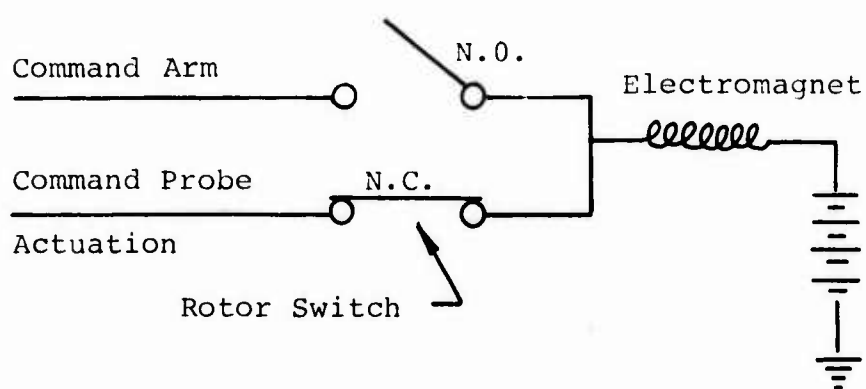 Command Arm
N.O.
Electromagnet
Command Probe
N.C.
Actuation
Rotor Switch